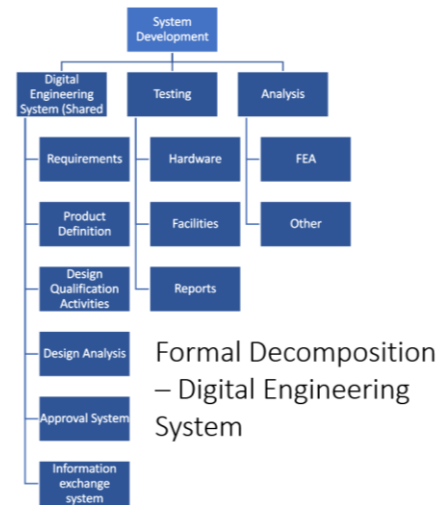 System
Development
Digital
Engineering
System (Shared
Testing
Analysis
Requirements
Hardware
FEA
Product
Definition
Facilities
Other
Design
Qualification
Activities
Reports
Design Analysis
Approval System
Information
exchange
system
Formal Decomposition
– Digital Engineering
System